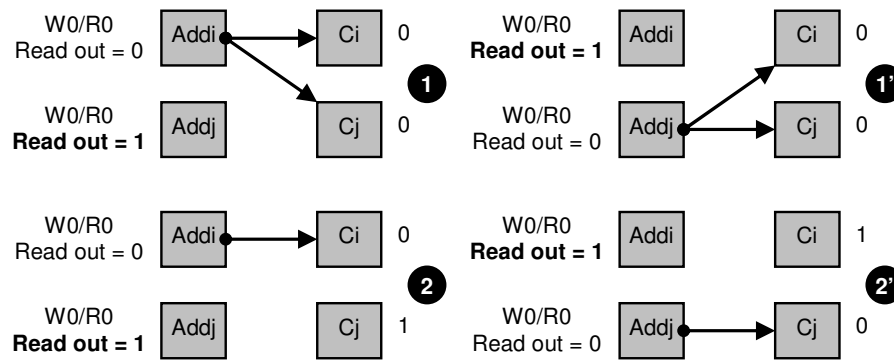 W0/R0
Read out = 0
Addi
Ci
0
1
W0/R0
Read out = 1
Addj
Cj
0
W0/R0
Read out = 1
Addi
Ci
0
1'
W0/R0
Read out = 0
Addj
Cj
0
W0/R0
Read out = 0
Addi
Ci
0
2
W0/R0
Read out = 1
Addj
Cj
1
W0/R0
Read out = 1
Addi
Ci
1
2'
W0/R0
Read out = 0
Addj
Cj
0